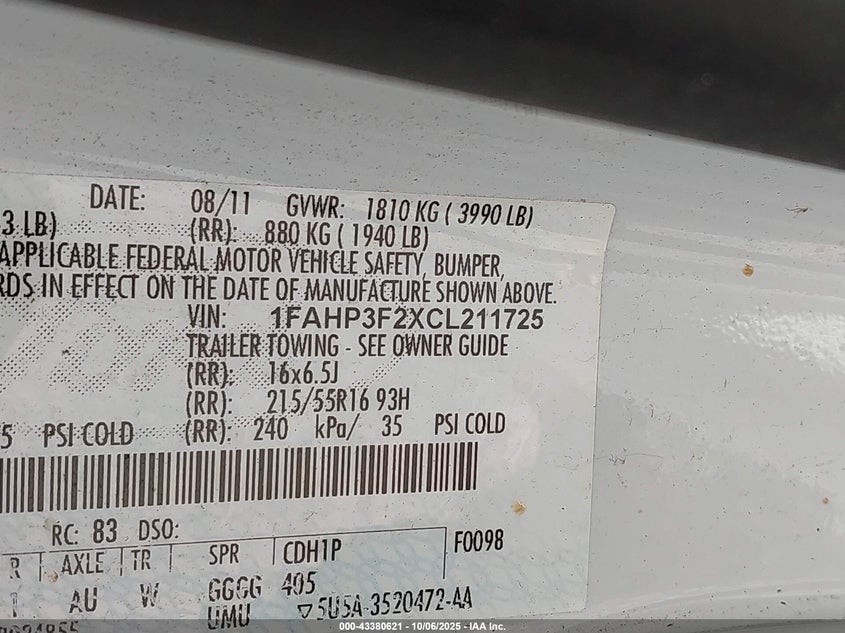 DATE: 08/11 GVWR: 1810 KG ( 3990 LB)
3 LB) (RR): 880 KG ( 1940 LB)
APPLICABLE FEDERAL MOTOR VEHICLE SAFETY, BUMPER,
RDS IN EFFECT ON THE DATE OF MANUFACTURE SHOWN ABOVE.
VIN: 1FAHP3F2XCL211725
TRAILER TOWING - SEE OWNER GUIDE
(RR): 16x6.5J
(RR): 215/55R16 93H
5 PSI COLD (RR): 240 kPa/ 35 PSI COLD
RC: 83 DSO:
R AXLE TR SPR CDH1P F0098
AU W GGGG 405
UMU ▽5U5A-3520472-AA
000-43380621 - 10/06/2025 - IAA Inc.